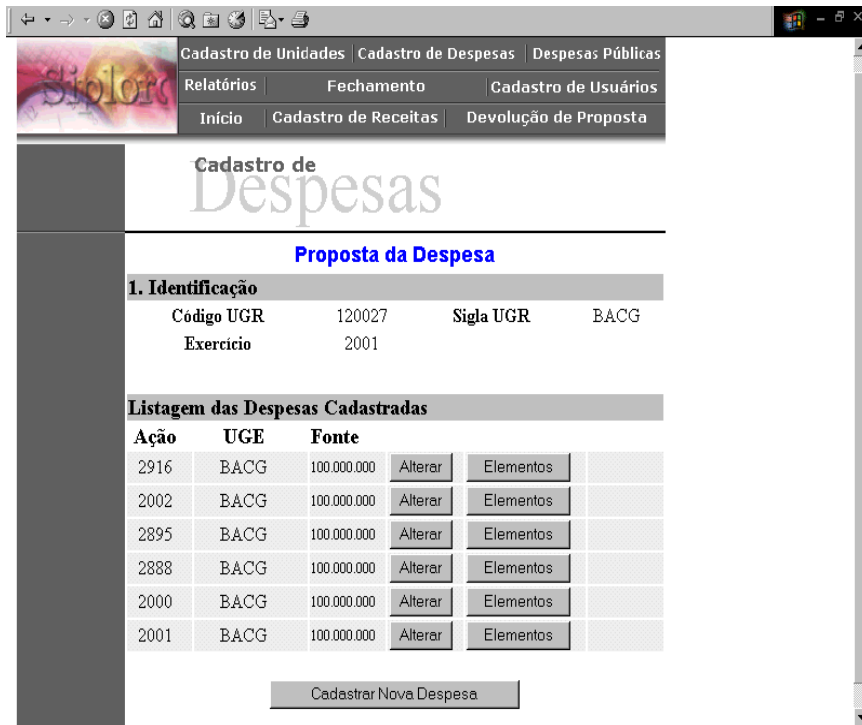 Siplorc
Cadastro de Unidades | Cadastro de Despesas | Despesas Públicas
Relatórios | Fechamento | Cadastro de Usuários
Início | Cadastro de Receitas | Devolução de Proposta
Cadastro de
Despesas
Proposta da Despesa
1. Identificação
Código UGR 120027 Sigla UGR BACG
Exercício 2001
Listagem das Despesas Cadastradas
Ação UGE Fonte
2916 BACG 100.000.000 Alterar Elementos
2002 BACG 100.000.000 Alterar Elementos
2895 BACG 100.000.000 Alterar Elementos
2888 BACG 100.000.000 Alterar Elementos
2000 BACG 100.000.000 Alterar Elementos
2001 BACG 100.000.000 Alterar Elementos
Cadastrar Nova Despesa